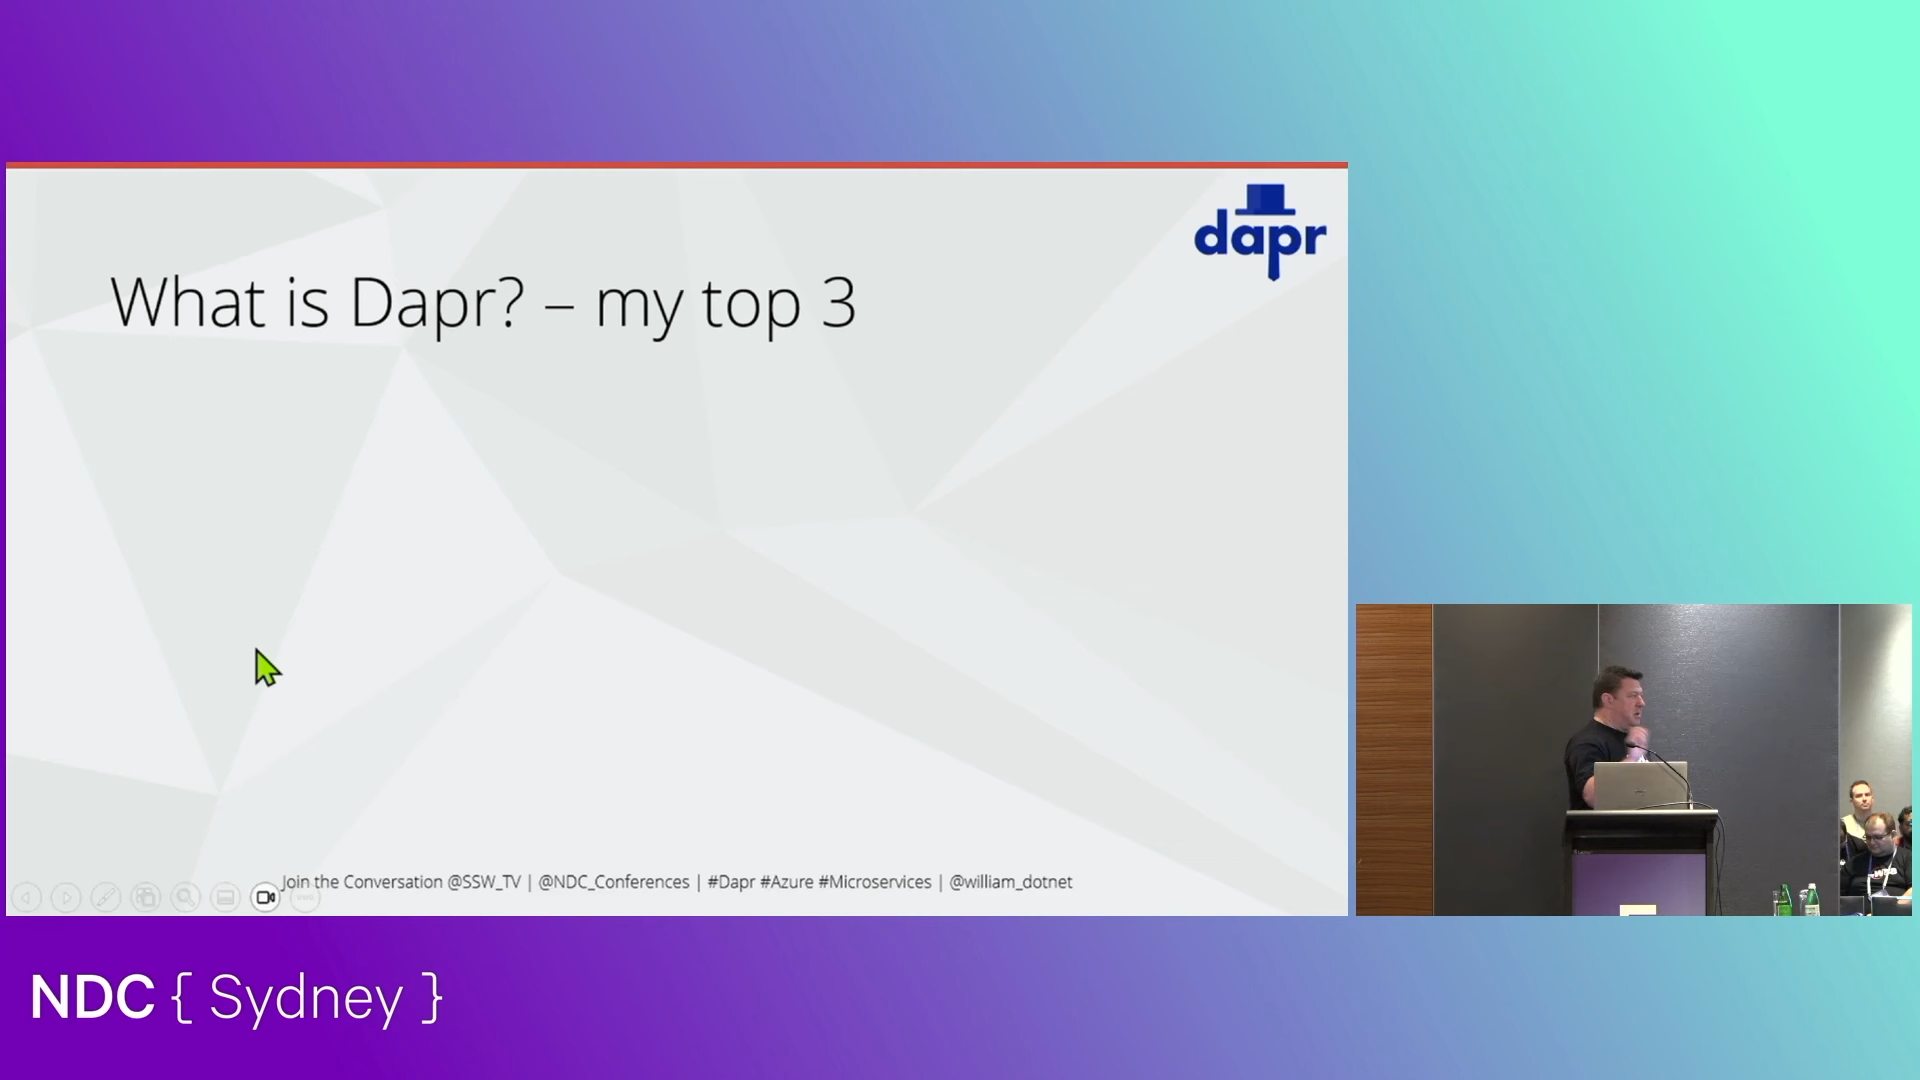 dapr
What is Dapr? – my top 3
Join the Conversation @SSW_TV | @NDC_Conferences | #Dapr #Azure #Microservices | @william_dotnet
NDC { Sydney }